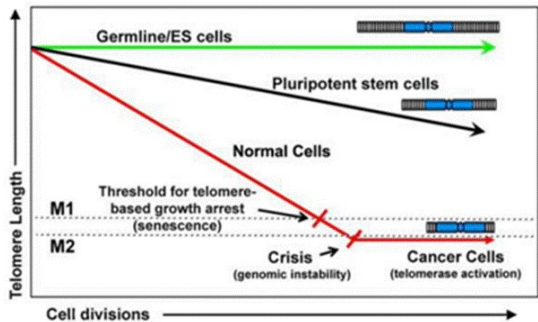 Germline/ES cells
Pluripotent stem cells
Normal Cells
Threshold for telomere-
based growth arrest
(senescence)
M1
M2
Crisis
(genomic instability)
Cancer Cells
(telomerase activation)
Telomere Length
Cell divisions